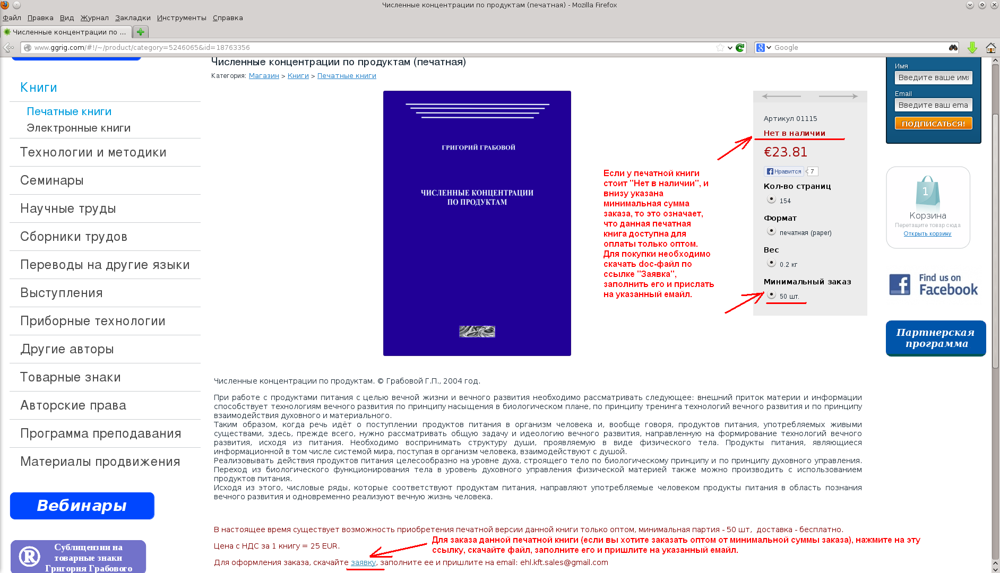 Численные концентрации по продуктам (печатная) - Mozilla Firefox
Файл Правка Вид Журнал Закладки Инструменты Справка
Численные концентрации по ...
www.ggrig.com/#!/~/product/category=5246065&id=18763356
Google
Численные концентрации по продуктам (печатная)
Категория: Магазин > Книги > Печатные книги
Книги
Печатные книги
Электронные книги
Технологии и методики
Семинары
Научные труды
Сборники трудов
Переводы на другие языки
Выступления
Приборные технологии
Другие авторы
Товарные знаки
Авторские права
Программа преподавания
Материалы продвижения
Вебинары
®
Сублицензии на
товарные знаки
Григория Грабового
ГРИГОРИЙ ГРАБОВОЙ
ЧИСЛЕННЫЕ КОНЦЕНТРАЦИИ
ПО ПРОДУКТАМ
Если у печатной книги
стоит "Нет в наличии", и
внизу указана
минимальная сумма
заказа, то это означает,
что данная печатная
книга доступна для
оплаты только оптом.
Для покупки необходимо
скачать doc-файл по
ссылке "Заявка",
заполнить его и прислать
на указанный емайл.
Артикул 01115
Нет в наличии
€23.81
Нравится 7
Кол-во страниц
154
Формат
печатная (paper)
Вес
0.2 кг
Минимальный заказ
50 шт.
Имя
Введите ваше имя
Email
Введите ваш ema
ПОДПИСАТЬСЯ!
1
Корзина
Перетащите товар сюда
Открыть корзину
Find us on
Facebook
Партнерская
программа
Численные концентрации по продуктам. © Грабовой Г.П., 2004 год.
При работе с продуктами питания с целью вечной жизни и вечного развития необходимо рассматривать следующее: внешний приток материи и информации
способствует технологиям вечного развития по принципу насыщения в биологическом плане, по принципу тренинга технологий вечного развития и по принципу
взаимодействия духовного и материального.
Таким образом, когда речь идёт о поступлении продуктов питания в организм человека и, вообще говоря, продуктов питания, употребляемых живыми
существами, здесь, прежде всего, нужно рассматривать общую задачу и идеологию вечного развития, направленную на формирование технологий вечного
развития, исходя из питания. Необходимо воспринимать структуру души, проявляемую в виде физического тела. Продукты питания, являющиеся
информационной в том числе системой мира, поступая в организм человека, взаимодействуют с душой.
Реализовывать действия продуктов питания целесообразно на уровне духа, строящего тело по биологическому принципу и по принципу духовного управления.
Переход из биологического функционирования тела в уровень духовного управления физической материей также можно производить с использованием
продуктов питания.
Исходя из этого, числовые ряды, которые соответствуют продуктам питания, направляют употребляемые человеком продукты питания в область познания
вечного развития и одновременно реализуют вечную жизнь человека.
В настоящее время существует возможность приобретения печатной версии данной книги только оптом, минимальная партия - 50 шт, доставка - бесплатно.
Для заказа данной печатной книги (если вы хотите заказать оптом от минимальной суммы заказа), нажмите на эту
ссылку, скачайте файл, заполните его и пришлите на указанный емайл.
Цена с НДС за 1 книгу = 25 EUR.
Для оформления заказа, скачайте заявку, заполните ее и пришлите на email: ehl.kft.sales@gmail.com